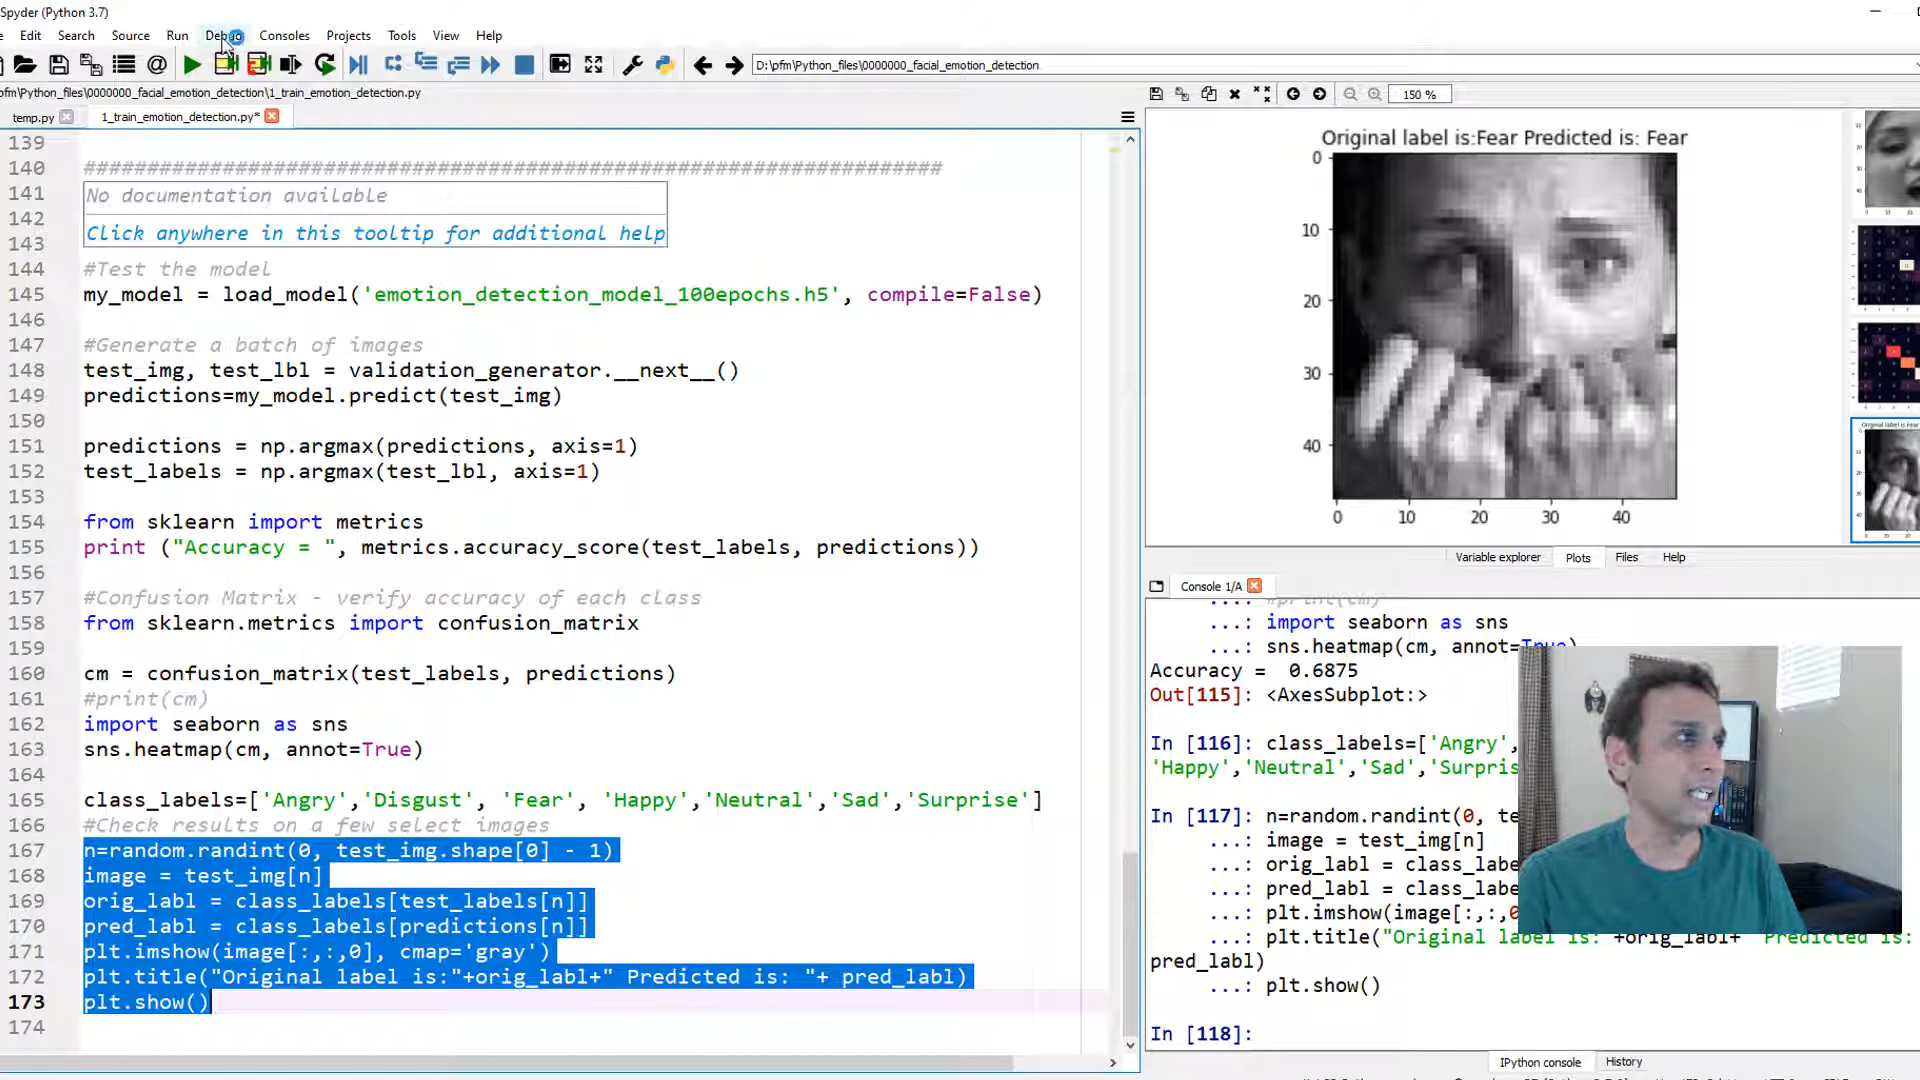 Spyder (Python 3.7)
Edit Search Source Run Debug Consoles Projects Tools View Help
D:\pfm\Python_files\0000000_facial_emotion_detection
pfm\Python_files\0000000_facial_emotion_detection\1_train_emotion_detection.py
temp.py
1_train_emotion_detection.py*
139
140 ####################################################################
141 No documentation available
142
143 Click anywhere in this tooltip for additional help
144 #Test the model
145 my_model = load_model('emotion_detection_model_100epochs.h5', compile=False)
146
147 #Generate a batch of images
148 test_img, test_lbl = validation_generator.__next__()
149 predictions=my_model.predict(test_img)
150
151 predictions = np.argmax(predictions, axis=1)
152 test_labels = np.argmax(test_lbl, axis=1)
153
154 from sklearn import metrics
155 print ("Accuracy = ", metrics.accuracy_score(test_labels, predictions))
156
157 #Confusion Matrix - verify accuracy of each class
158 from sklearn.metrics import confusion_matrix
159
160 cm = confusion_matrix(test_labels, predictions)
161 #print(cm)
162 import seaborn as sns
163 sns.heatmap(cm, annot=True)
164
165 class_labels=['Angry','Disgust', 'Fear', 'Happy','Neutral','Sad','Surprise']
166 #Check results on a few select images
167 n=random.randint(0, test_img.shape[0] - 1)
168 image = test_img[n]
169 orig_labl = class_labels[test_labels[n]]
170 pred_labl = class_labels[predictions[n]]
171 plt.imshow(image[:,:,0], cmap='gray')
172 plt.title("Original label is:"+orig_labl+" Predicted is: "+ pred_labl)
173 plt.show()
174
150 %
Original label is:Fear Predicted is: Fear
0
10
20
30
40
0 10 20 30 40
Variable explorer Plots Files Help
Console 1/A
...: #print(cm)
...: import seaborn as sns
...: sns.heatmap(cm, annot=True)
Accuracy = 0.6875
Out[115]: <AxesSubplot:>
In [116]: class_labels=['Angry',
'Happy','Neutral','Sad','Surpris
In [117]: n=random.randint(0, te
...: image = test_img[n]
...: orig_labl = class_labe
...: pred_labl = class_labe
...: plt.imshow(image[:,:,0
...: plt.title("Original label is:"+orig_labl+" Predicted is:
pred_labl)
...: plt.show()
In [118]:
IPython console History